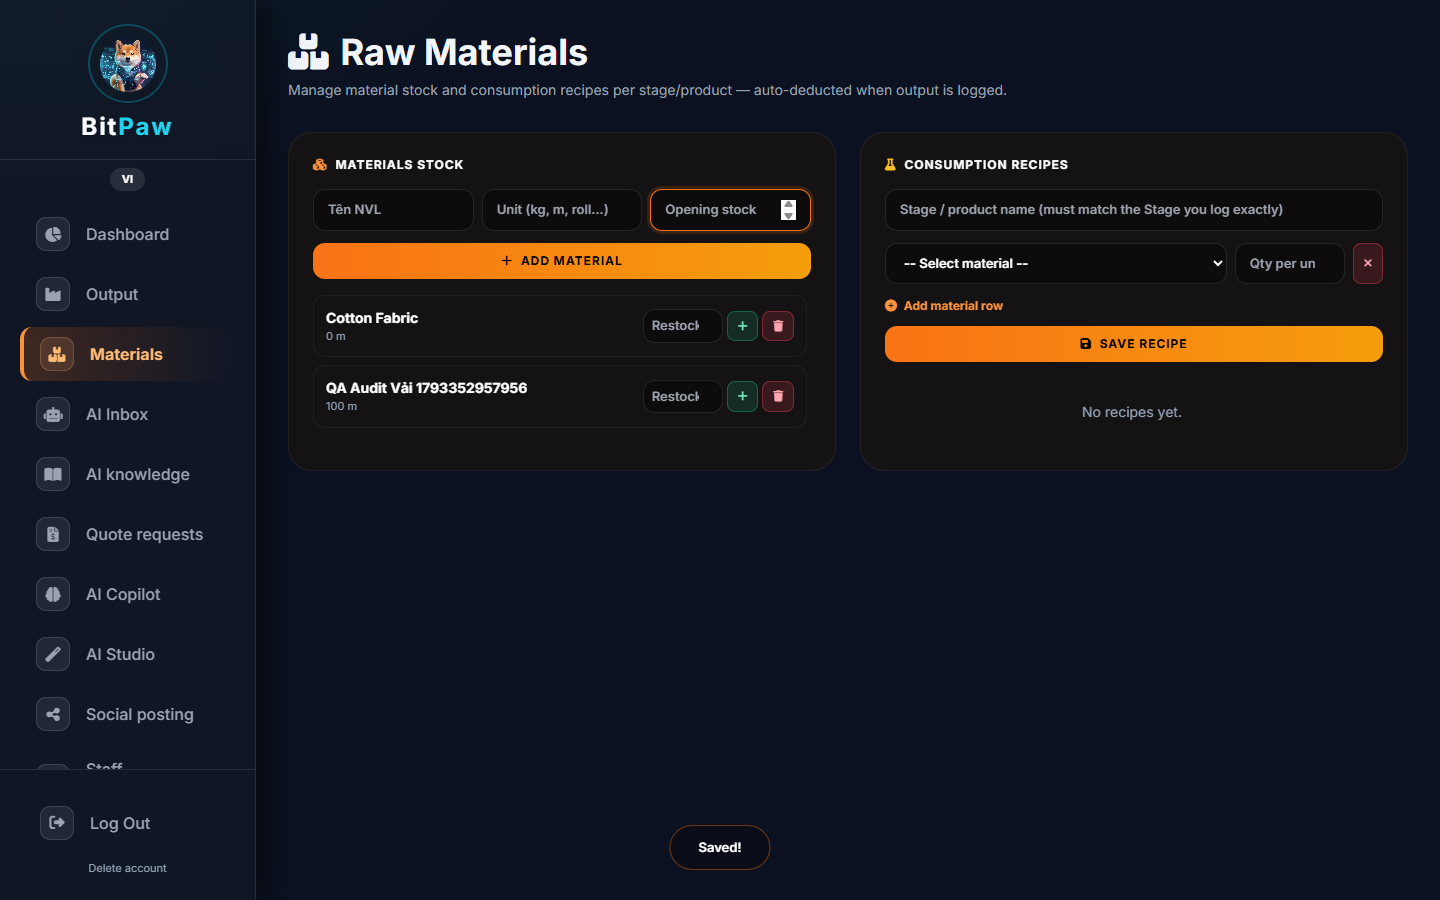 BitPaw
VI
Dashboard
Output
Materials
AI Inbox
AI knowledge
Quote requests
AI Copilot
AI Studio
Social posting
Staff
Log Out
Delete account
Raw Materials
Manage material stock and consumption recipes per stage/product — auto-deducted when output is logged.
MATERIALS STOCK
Tên NVL
Unit (kg, m, roll...)
Opening stock
+ ADD MATERIAL
Cotton Fabric
0 m
Restock
QA Audit Vải 1793352957956
100 m
Restock
CONSUMPTION RECIPES
Stage / product name (must match the Stage you log exactly)
-- Select material --
Qty per un
Add material row
SAVE RECIPE
No recipes yet.
Saved!